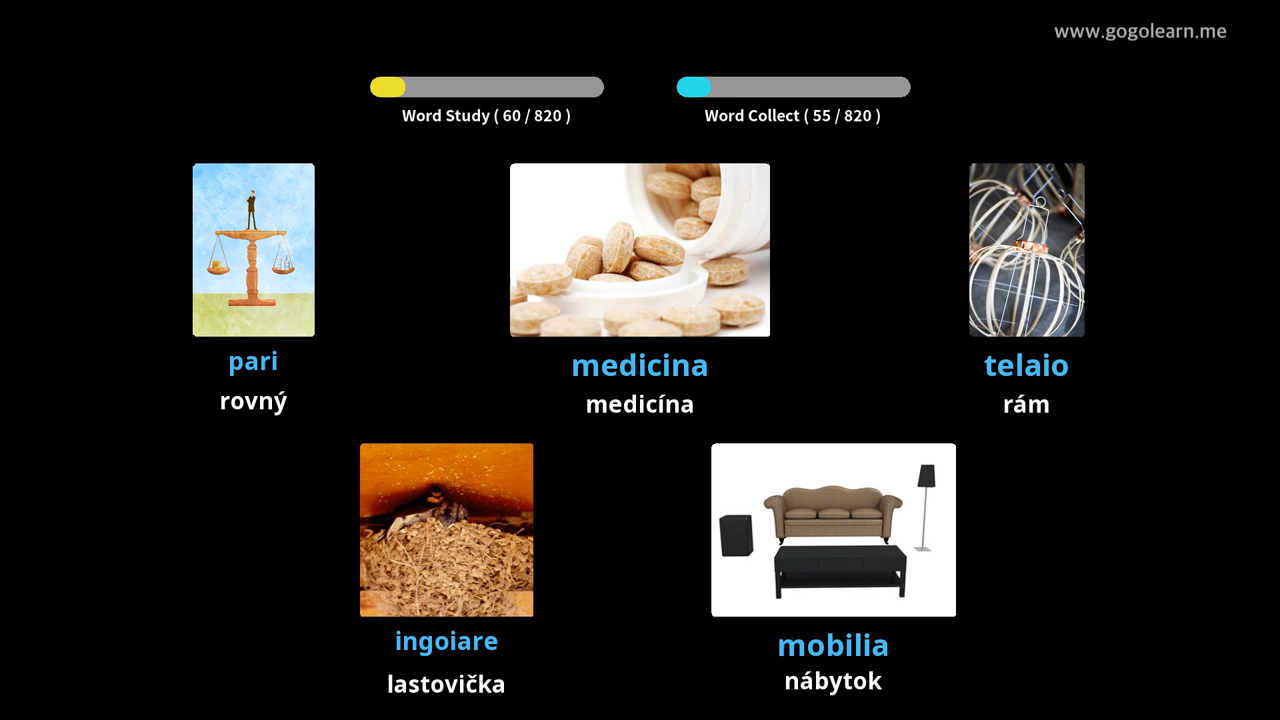 www.gogolearn.me
Word Study ( 60 / 820 )
Word Collect ( 55 / 820 )
pari
rovný
medicina
medicína
telaio
rám
ingoiare
lastovička
mobilia
nábytok